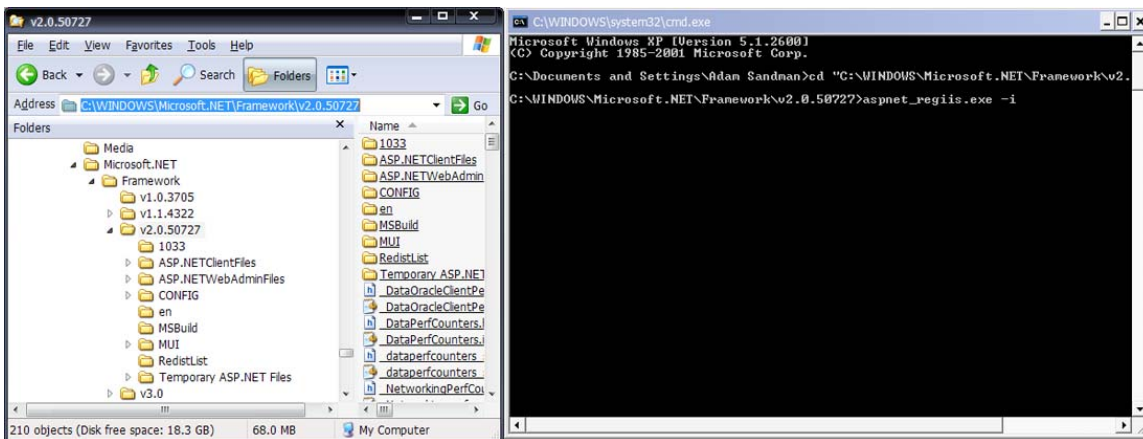 v2.0.50727
File Edit View Favorites Tools Help
Back Search Folders
Address C:\WINDOWS\Microsoft.NET\Framework\v2.0.50727 Go
Folders
Media
Microsoft.NET
Framework
v1.0.3705
v1.1.4322
v2.0.50727
1033
ASP.NETClientFiles
ASP.NETWebAdminFiles
CONFIG
en
MSBuild
MUI
RedistList
Temporary ASP.NET Files
v3.0
Name
1033
ASP.NETClientFiles
ASP.NETWebAdmin
CONFIG
en
MSBuild
MUI
RedistList
Temporary ASP.NET
_DataOracleClientPe
_DataOracleClientPe
_DataPerfCounters.h
_DataPerfCounters.i
_dataperfcounters_
_dataperfcounters_
_NetworkingPerfCou
210 objects (Disk free space: 18.3 GB) 68.0 MB My Computer
C:\WINDOWS\system32\cmd.exe
Microsoft Windows XP [Version 5.1.2600]
(C) Copyright 1985-2001 Microsoft Corp.
C:\Documents and Settings\Adam Sandman>cd "C:\WINDOWS\Microsoft.NET\Framework\v2.
C:\WINDOWS\Microsoft.NET\Framework\v2.0.50727>aspnet_regiis.exe -i